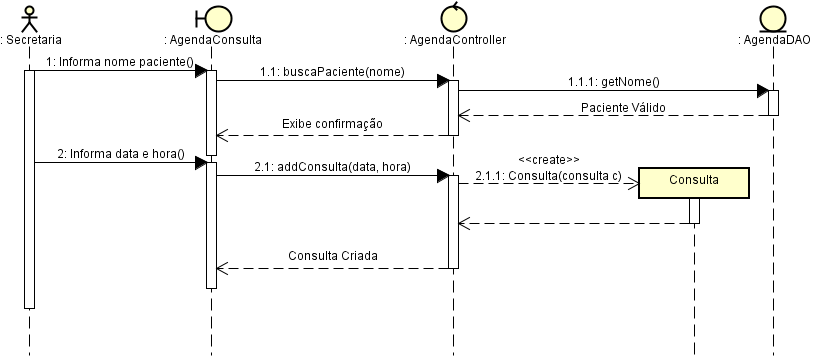 : Secretaria
: AgendaConsulta
: AgendaController
: AgendaDAO
1: Informa nome paciente()
1.1: buscaPaciente(nome)
1.1.1: getNome()
Paciente Válido
Exibe confirmação
2: Informa data e hora()
2.1: addConsulta(data, hora)
<<create>>
2.1.1: Consulta(consulta c)
Consulta
Consulta Criada